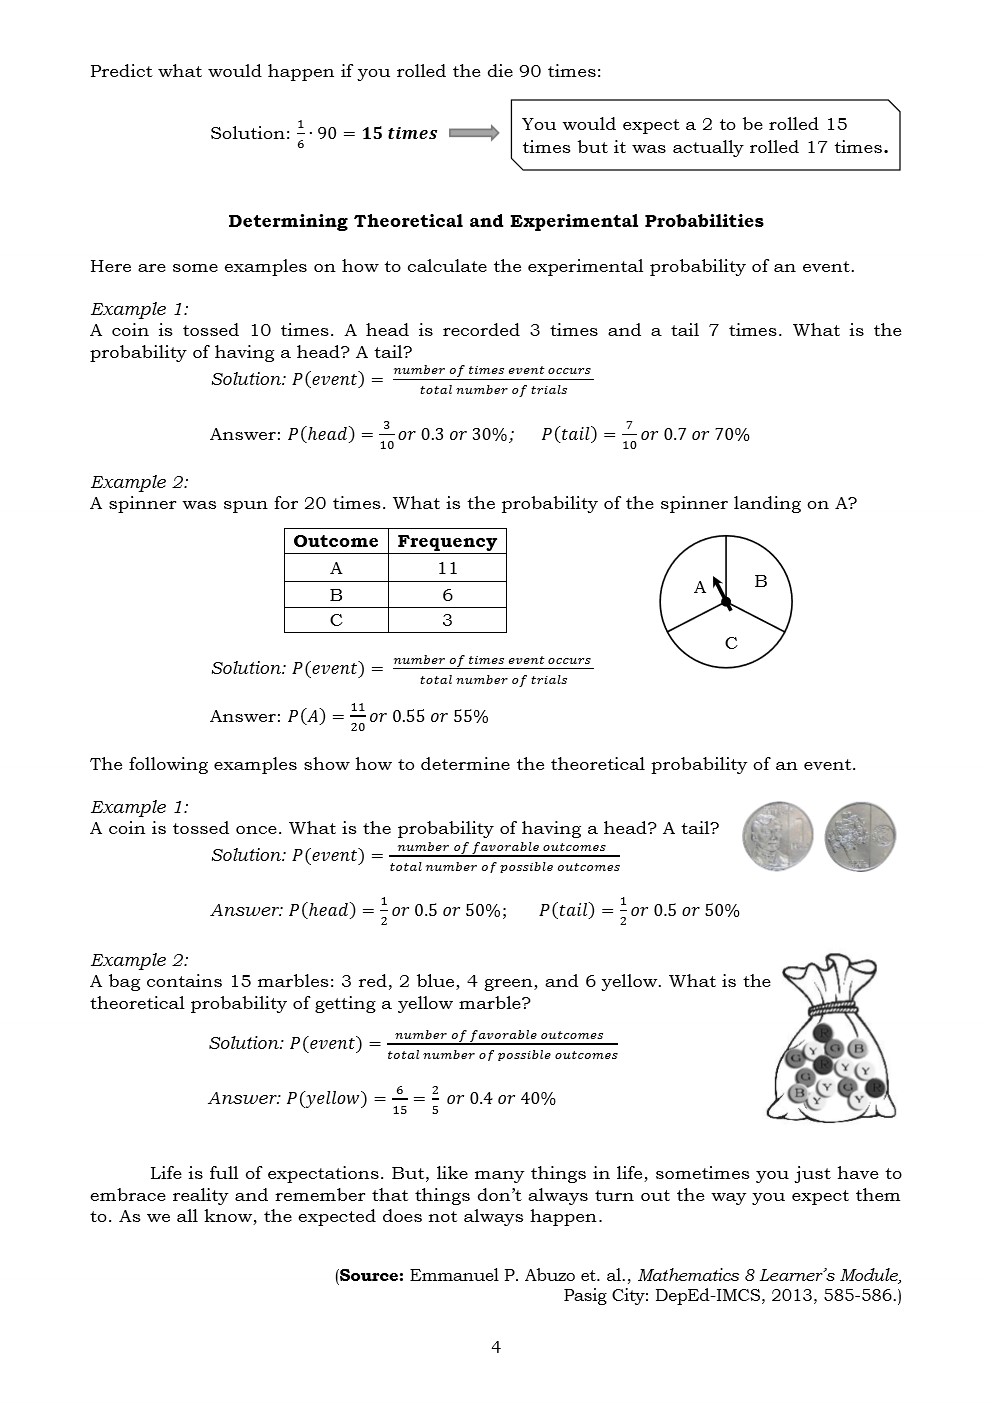 Predict what would happen if you rolled the die 90 times:
Solution: 1/6 · 90 = 15 times
You would expect a 2 to be rolled 15
times but it was actually rolled 17 times.
Determining Theoretical and Experimental Probabilities
Here are some examples on how to calculate the experimental probability of an event.
Example 1:
A coin is tossed 10 times. A head is recorded 3 times and a tail 7 times. What is the
probability of having a head? A tail?
Solution: P(event) = number of times event occurs / total number of trials
Answer: P(head) = 3/10 or 0.3 or 30%; P(tail) = 7/10 or 0.7 or 70%
Example 2:
A spinner was spun for 20 times. What is the probability of the spinner landing on A?
Outcome Frequency
A 11
B 6
C 3
A
B
C
Solution: P(event) = number of times event occurs / total number of trials
Answer: P(A) = 11/20 or 0.55 or 55%
The following examples show how to determine the theoretical probability of an event.
Example 1:
A coin is tossed once. What is the probability of having a head? A tail?
Solution: P(event) = number of favorable outcomes / total number of possible outcomes
Answer: P(head) = 1/2 or 0.5 or 50%; P(tail) = 1/2 or 0.5 or 50%
Example 2:
A bag contains 15 marbles: 3 red, 2 blue, 4 green, and 6 yellow. What is the
theoretical probability of getting a yellow marble?
Solution: P(event) = number of favorable outcomes / total number of possible outcomes
Answer: P(yellow) = 6/15 = 2/5 or 0.4 or 40%
R
G Y G B
R Y Y
G
B Y G R
Y Y
Life is full of expectations. But, like many things in life, sometimes you just have to
embrace reality and remember that things don’t always turn out the way you expect them
to. As we all know, the expected does not always happen.
(Source: Emmanuel P. Abuzo et. al., Mathematics 8 Learner’s Module,
Pasig City: DepEd-IMCS, 2013, 585-586.)
4